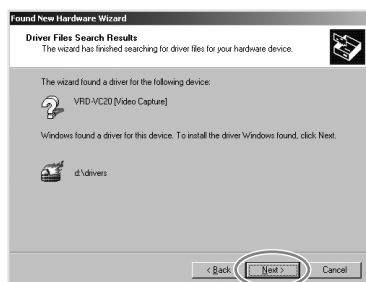 Found New Hardware Wizard
Driver Files Search Results
The wizard has finished searching for driver files for your hardware device.
The wizard found a driver for the following device:
VRD-VC20 [Video Capture]
Windows found a driver for this device. To install the driver Windows found, click Next.
d:\drivers
< Back
Next >
Cancel